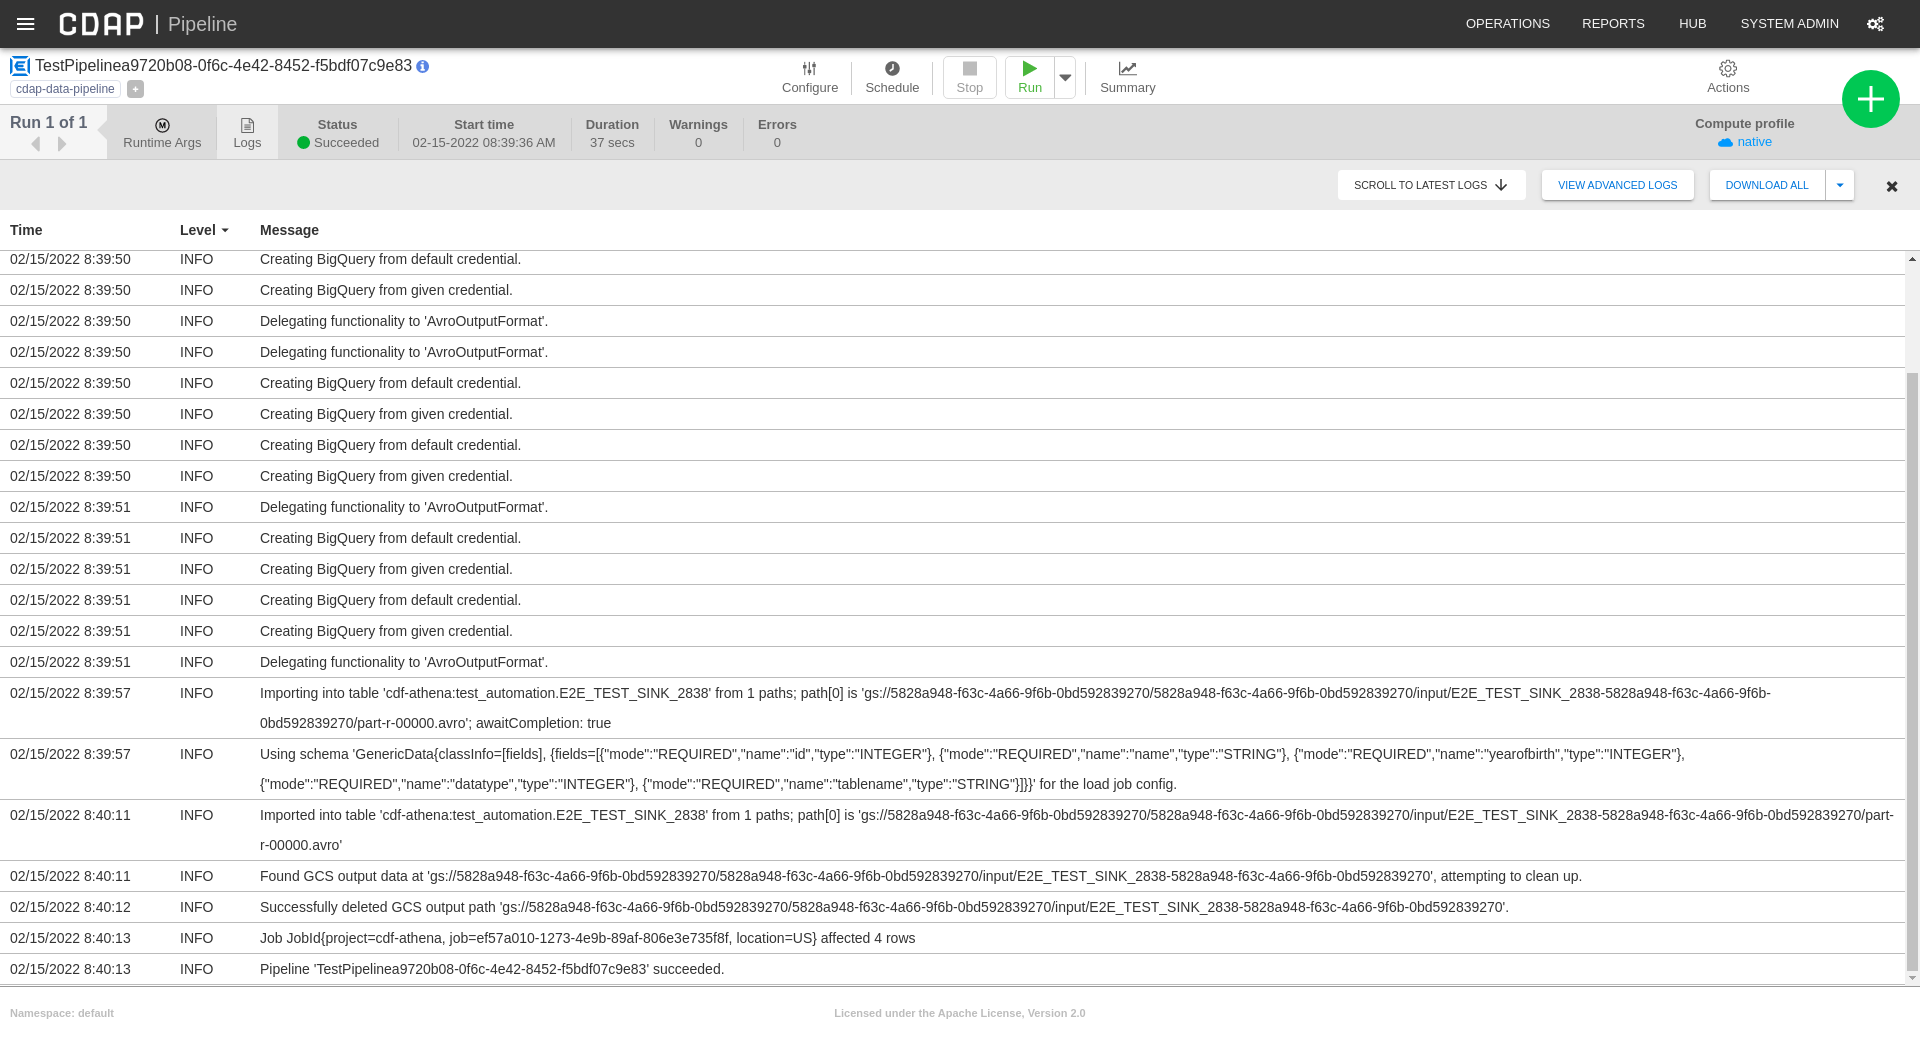 CDAP | Pipeline
OPERATIONS REPORTS HUB SYSTEM ADMIN
TestPipelinea9720b08-0f6c-4e42-8452-f5bdf07c9e83
cdap-data-pipeline +
Configure Schedule Stop Run Summary Actions
Run 1 of 1
Runtime Args
Logs
Status
Succeeded
Start time
02-15-2022 08:39:36 AM
Duration
37 secs
Warnings
0
Errors
0
Compute profile
native
SCROLL TO LATEST LOGS VIEW ADVANCED LOGS DOWNLOAD ALL
Time Level Message
02/15/2022 8:39:50 INFO Creating BigQuery from default credential.
02/15/2022 8:39:50 INFO Creating BigQuery from given credential.
02/15/2022 8:39:50 INFO Delegating functionality to 'AvroOutputFormat'.
02/15/2022 8:39:50 INFO Delegating functionality to 'AvroOutputFormat'.
02/15/2022 8:39:50 INFO Creating BigQuery from default credential.
02/15/2022 8:39:50 INFO Creating BigQuery from given credential.
02/15/2022 8:39:50 INFO Creating BigQuery from default credential.
02/15/2022 8:39:50 INFO Creating BigQuery from given credential.
02/15/2022 8:39:51 INFO Delegating functionality to 'AvroOutputFormat'.
02/15/2022 8:39:51 INFO Creating BigQuery from default credential.
02/15/2022 8:39:51 INFO Creating BigQuery from given credential.
02/15/2022 8:39:51 INFO Creating BigQuery from default credential.
02/15/2022 8:39:51 INFO Creating BigQuery from given credential.
02/15/2022 8:39:51 INFO Delegating functionality to 'AvroOutputFormat'.
02/15/2022 8:39:57 INFO Importing into table 'cdf-athena:test_automation.E2E_TEST_SINK_2838' from 1 paths; path[0] is 'gs://5828a948-f63c-4a66-9f6b-0bd592839270/5828a948-f63c-4a66-9f6b-0bd592839270/input/E2E_TEST_SINK_2838-5828a948-f63c-4a66-9f6b-
0bd592839270/part-r-00000.avro'; awaitCompletion: true
02/15/2022 8:39:57 INFO Using schema 'GenericData{classInfo=[fields], {fields=[{"mode":"REQUIRED","name":"id","type":"INTEGER"}, {"mode":"REQUIRED","name":"name","type":"STRING"}, {"mode":"REQUIRED","name":"yearofbirth","type":"INTEGER"},
{"mode":"REQUIRED","name":"datatype","type":"INTEGER"}, {"mode":"REQUIRED","name":"tablename","type":"STRING"}]}}' for the load job config.
02/15/2022 8:40:11 INFO Imported into table 'cdf-athena:test_automation.E2E_TEST_SINK_2838' from 1 paths; path[0] is 'gs://5828a948-f63c-4a66-9f6b-0bd592839270/5828a948-f63c-4a66-9f6b-0bd592839270/input/E2E_TEST_SINK_2838-5828a948-f63c-4a66-9f6b-0bd592839270/part-
r-00000.avro'
02/15/2022 8:40:11 INFO Found GCS output data at 'gs://5828a948-f63c-4a66-9f6b-0bd592839270/5828a948-f63c-4a66-9f6b-0bd592839270/input/E2E_TEST_SINK_2838-5828a948-f63c-4a66-9f6b-0bd592839270', attempting to clean up.
02/15/2022 8:40:12 INFO Successfully deleted GCS output path 'gs://5828a948-f63c-4a66-9f6b-0bd592839270/5828a948-f63c-4a66-9f6b-0bd592839270/input/E2E_TEST_SINK_2838-5828a948-f63c-4a66-9f6b-0bd592839270'.
02/15/2022 8:40:13 INFO Job JobId{project=cdf-athena, job=ef57a010-1273-4e9b-89af-806e3e735f8f, location=US} affected 4 rows
02/15/2022 8:40:13 INFO Pipeline 'TestPipelinea9720b08-0f6c-4e42-8452-f5bdf07c9e83' succeeded.
Namespace: default Licensed under the Apache License, Version 2.0